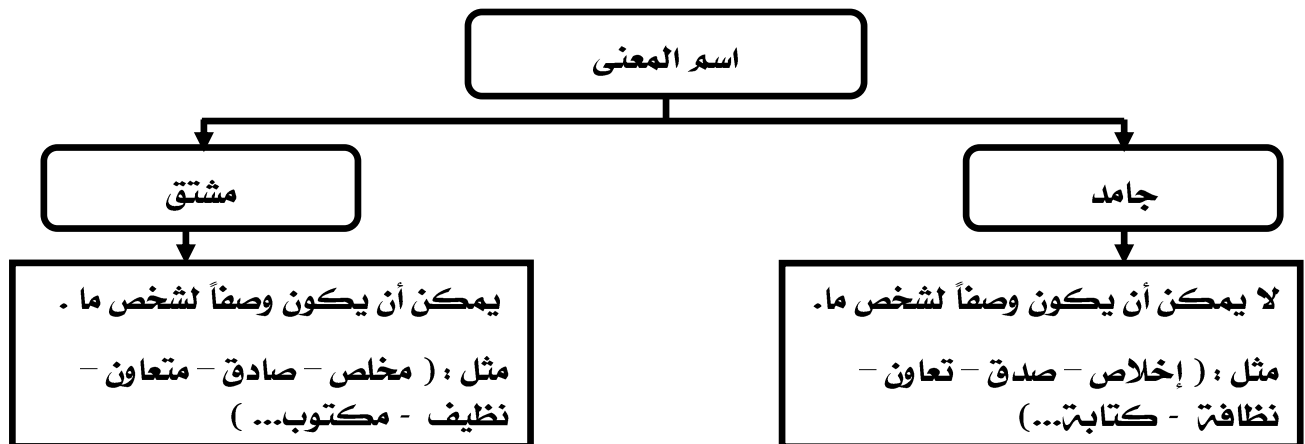 اسم المعنى
جامد
مشتق
لا يمكن أن يكون وصفاً لشخص ما.
مثل : ( إخلاص – صدق – تعاون –
نظافة - كتابة...)
يمكن أن يكون وصفاً لشخص ما .
مثل : ( مخلص – صادق – متعاون –
نظيف - مكتوب... )